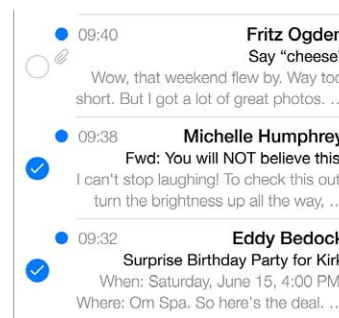 09:40 Fritz Ogden
Say “cheese”
Wow, that weekend flew by. Way too
short. But I got a lot of great photos. ..
09:38 Michelle Humphrey
Fwd: You will NOT believe this
I can't stop laughing! To check this out
turn the brightness up all the way, ..
09:32 Eddy Bedock
Surprise Birthday Party for Kirk
When: Saturday, June 15, 4:00 PM
Where: Om Spa. So here's the deal. ..